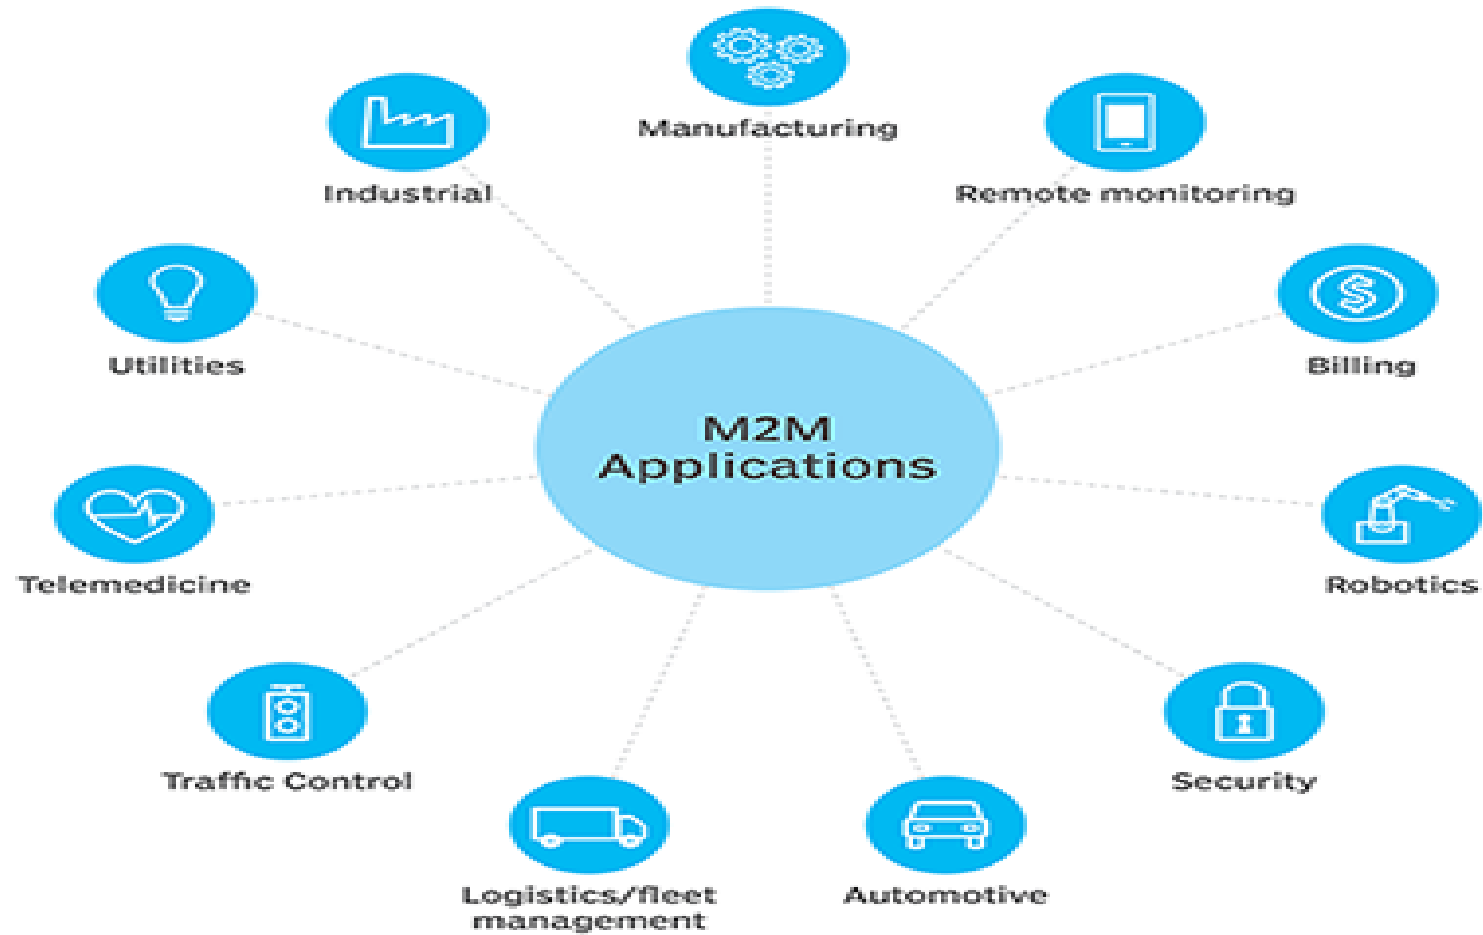 Manufacturing
Industrial
Remote monitoring
Utilities
Billing
M2M
Applications
Telemedicine
Robotics
Traffic Control
Security
Logistics/fleet
management
Automotive